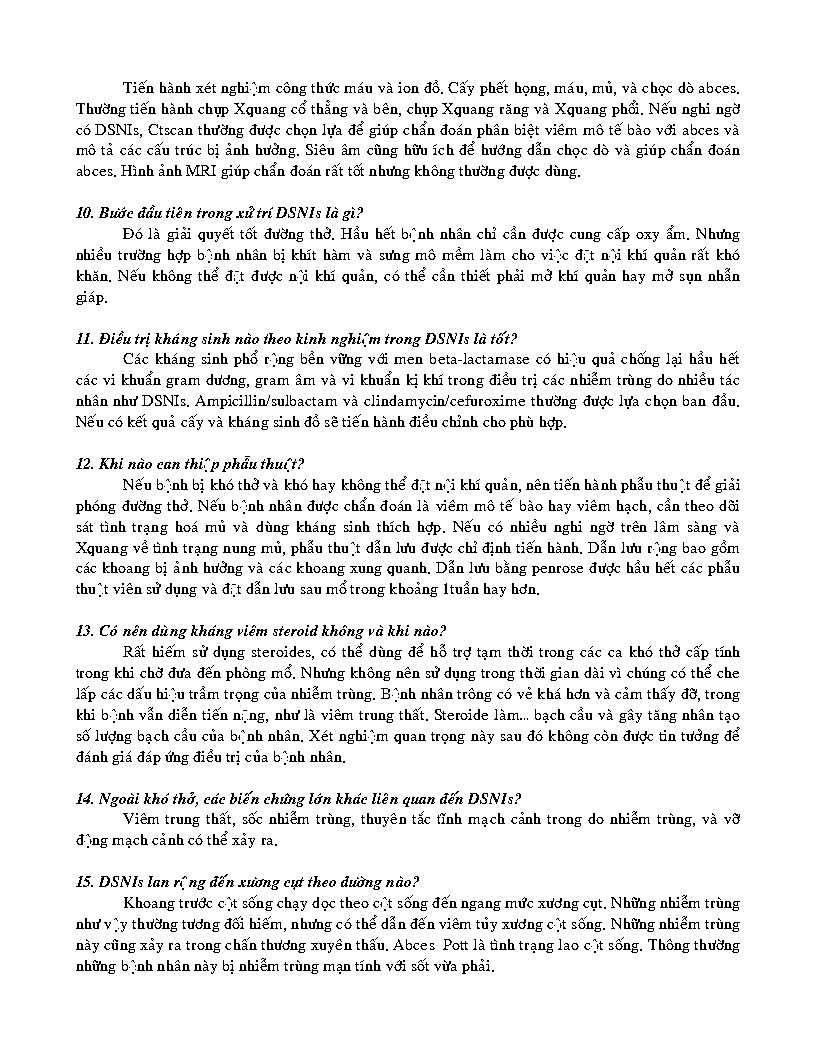 Tiến hành xét nghiệm công thức máu và ion đồ. Cấy phết họng, máu, mủ, và chọc dò abces.
Thường tiến hành chụp Xquang cổ thẳng và bên, chụp Xquang răng và Xquang phổi. Nếu nghi ngờ
có DSNIs, Ctscan thường được chọn lựa để giúp chẩn đoán phân biệt viêm mô tế bào với abces và
mô tả các cấu trúc bị ảnh hưởng. Siêu âm cũng hữu ích để hướng dẫn chọc dò và giúp chẩn đoán
abces. Hình ảnh MRI giúp chẩn đoán rất tốt nhưng không thường được dùng.
10. Bước đầu tiên trong xử trí DSNIs là gì?
Đó là giải quyết tốt đường thở. Hầu hết bệnh nhân chỉ cần được cung cấp oxy ẩm. Nhưng
nhiều trường hợp bệnh nhân bị khít hàm và sưng mô mềm làm cho việc đặt nội khí quản rất khó
khăn. Nếu không thể đặt được nội khí quản, có thể cần thiết phải mở khí quản hay mở sụn nhẫn
giáp.
11. Điều trị kháng sinh nào theo kinh nghiệm trong DSNIs là tốt?
Các kháng sinh phổ rộng bền vững với men beta-lactamase có hiệu quả chống lại hầu hết
các vi khuẩn gram dương, gram âm và vi khuẩn kị khí trong điều trị các nhiễm trùng do nhiều tác
nhân như DSNIs. Ampicillin/sulbactam và clindamycin/cefuroxime thường được lựa chọn ban đầu.
Nếu có kết quả cấy và kháng sinh đồ sẽ tiến hành điều chỉnh cho phù hợp.
12. Khi nào can thiệp phẫu thuật?
Nếu bệnh bị khó thở và khó hay không thể đặt nội khí quản, nên tiến hành phẫu thuật để giải
phóng đường thở. Nếu bệnh nhân được chẩn đoán là viêm mô tế bào hay viêm hạch, cần theo dõi
sát tình trạng hoá mủ và dùng kháng sinh thích hợp. Nếu có nhiều nghi ngờ trên lâm sàng và
Xquang về tình trạng nung mủ, phẫu thuật dẫn lưu được chỉ định tiến hành. Dẫn lưu rộng bao gồm
các khoang bị ảnh hưởng và các khoang xung quanh. Dẫn lưu bằng penrose được hầu hết các phẫu
thuật viên sử dụng và đặt dẫn lưu sau mổ trong khoảng 1tuần hay hơn.
13. Có nên dùng kháng viêm steroid không và khi nào?
Rất hiếm sử dụng steroides, có thể dùng để hỗ trợ tạm thời trong các ca khó thở cấp tính
trong khi chờ đưa đến phòng mổ. Nhưng không nên sử dụng trong thời gian dài vì chúng có thể che
lấp các dấu hiệu trầm trọng của nhiễm trùng. Bệnh nhân trông có vẻ khá hơn và cảm thấy đỡ, trong
khi bệnh vẫn diễn tiến nặng, như là viêm trung thất. Steroide làm... bạch cầu và gây tăng nhân tạo
số lượng bạch cầu của bệnh nhân. Xét nghiệm quan trọng này sau đó không còn được tin tưởng để
đánh giá đáp ứng điều trị của bệnh nhân.
14. Ngoài khó thở, các biến chứng lớn khác liên quan đến DSNIs?
Viêm trung thất, sốc nhiễm trùng, thuyên tắc tĩnh mạch cảnh trong do nhiễm trùng, và vỡ
động mạch cảnh có thể xảy ra.
15. DSNIs lan rộng đến xương cụt theo đường nào?
Khoang trước cột sống chạy dọc theo cột sống đến ngang mức xương cụt. Những nhiễm trùng
như vậy thường tương đối hiếm, nhưng có thể dẫn đến viêm tủy xương cột sống. Những nhiễm trùng
này cũng xảy ra trong chấn thương xuyên thấu. Abces Pott là tình trạng lao cột sống. Thông thường
những bệnh nhân này bị nhiễm trùng mạn tính với sốt vừa phải.